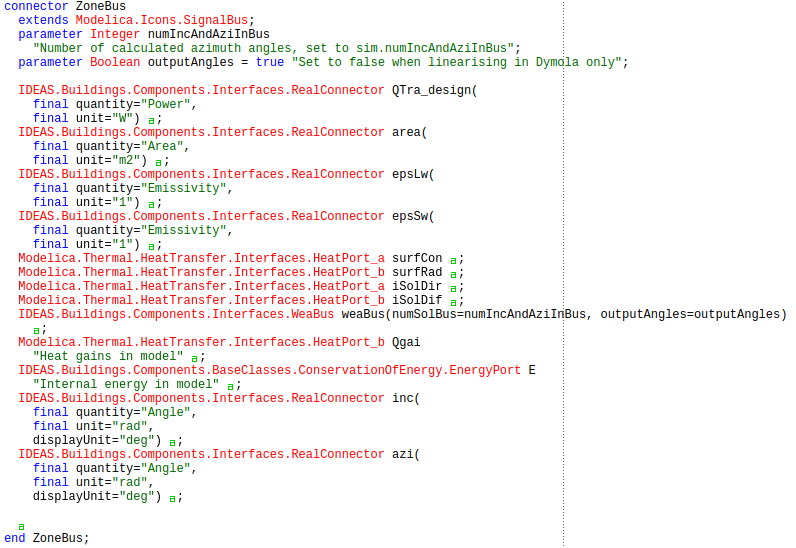 connector ZoneBus
  extends Modelica.Icons.SignalBus;
  parameter Integer numIncAndAziInBus
    "Number of calculated azimuth angles, set to sim.numIncAndAziInBus";
  parameter Boolean outputAngles = true "Set to false when linearising in Dymola only";

  IDEAS.Buildings.Components.Interfaces.RealConnector QTra_design(
    final quantity="Power",
    final unit="W") a;
  IDEAS.Buildings.Components.Interfaces.RealConnector area(
    final quantity="Area",
    final unit="m2") a;
  IDEAS.Buildings.Components.Interfaces.RealConnector epsLw(
    final quantity="Emissivity",
    final unit="1") a;
  IDEAS.Buildings.Components.Interfaces.RealConnector epsSw(
    final quantity="Emissivity",
    final unit="1") a;
  Modelica.Thermal.HeatTransfer.Interfaces.HeatPort_a surfCon a;
  Modelica.Thermal.HeatTransfer.Interfaces.HeatPort_b surfRad a;
  Modelica.Thermal.HeatTransfer.Interfaces.HeatPort_a iSolDir a;
  Modelica.Thermal.HeatTransfer.Interfaces.HeatPort_b iSolDif a;
  IDEAS.Buildings.Components.Interfaces.WeaBus weaBus(numSolBus=numIncAndAziInBus, outputAngles=outputAngles)
    a;
  Modelica.Thermal.HeatTransfer.Interfaces.HeatPort_b Qgai
    "Heat gains in model" a;
  IDEAS.Buildings.Components.BaseClasses.ConservationOfEnergy.EnergyPort E
    "Internal energy in model" a;
  IDEAS.Buildings.Components.Interfaces.RealConnector inc(
    final quantity="Angle",
    final unit="rad",
    displayUnit="deg") a;
  IDEAS.Buildings.Components.Interfaces.RealConnector azi(
    final quantity="Angle",
    final unit="rad",
    displayUnit="deg") a;

  a
end ZoneBus;